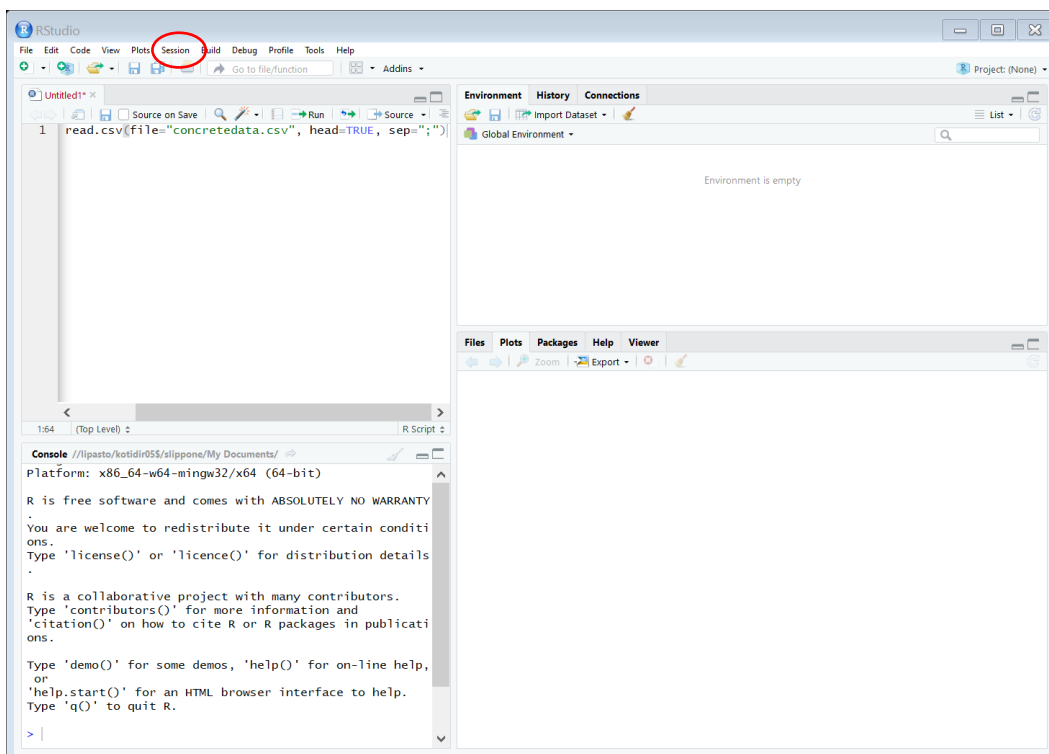 RStudio
File Edit Code View Plots Session Build Debug Profile Tools Help
Go to file/function Addins Project: (None)
Untitled1*
Source on Save Run Source
1 read.csv(file="concretedata.csv", head=TRUE, sep=";")
1:64 (Top Level) R Script
Console //lipasto/kotidir05$/slippone/My Documents/
Platform: x86_64-w64-mingw32/x64 (64-bit)
R is free software and comes with ABSOLUTELY NO WARRANTY
.
You are welcome to redistribute it under certain conditi
ons.
Type 'license()' or 'licence()' for distribution details
.
R is a collaborative project with many contributors.
Type 'contributors()' for more information and
'citation()' on how to cite R or R packages in publicati
ons.
Type 'demo()' for some demos, 'help()' for on-line help,
or
'help.start()' for an HTML browser interface to help.
Type 'q()' to quit R.
>
Environment History Connections
Import Dataset List
Global Environment
Environment is empty
Files Plots Packages Help Viewer
Zoom Export